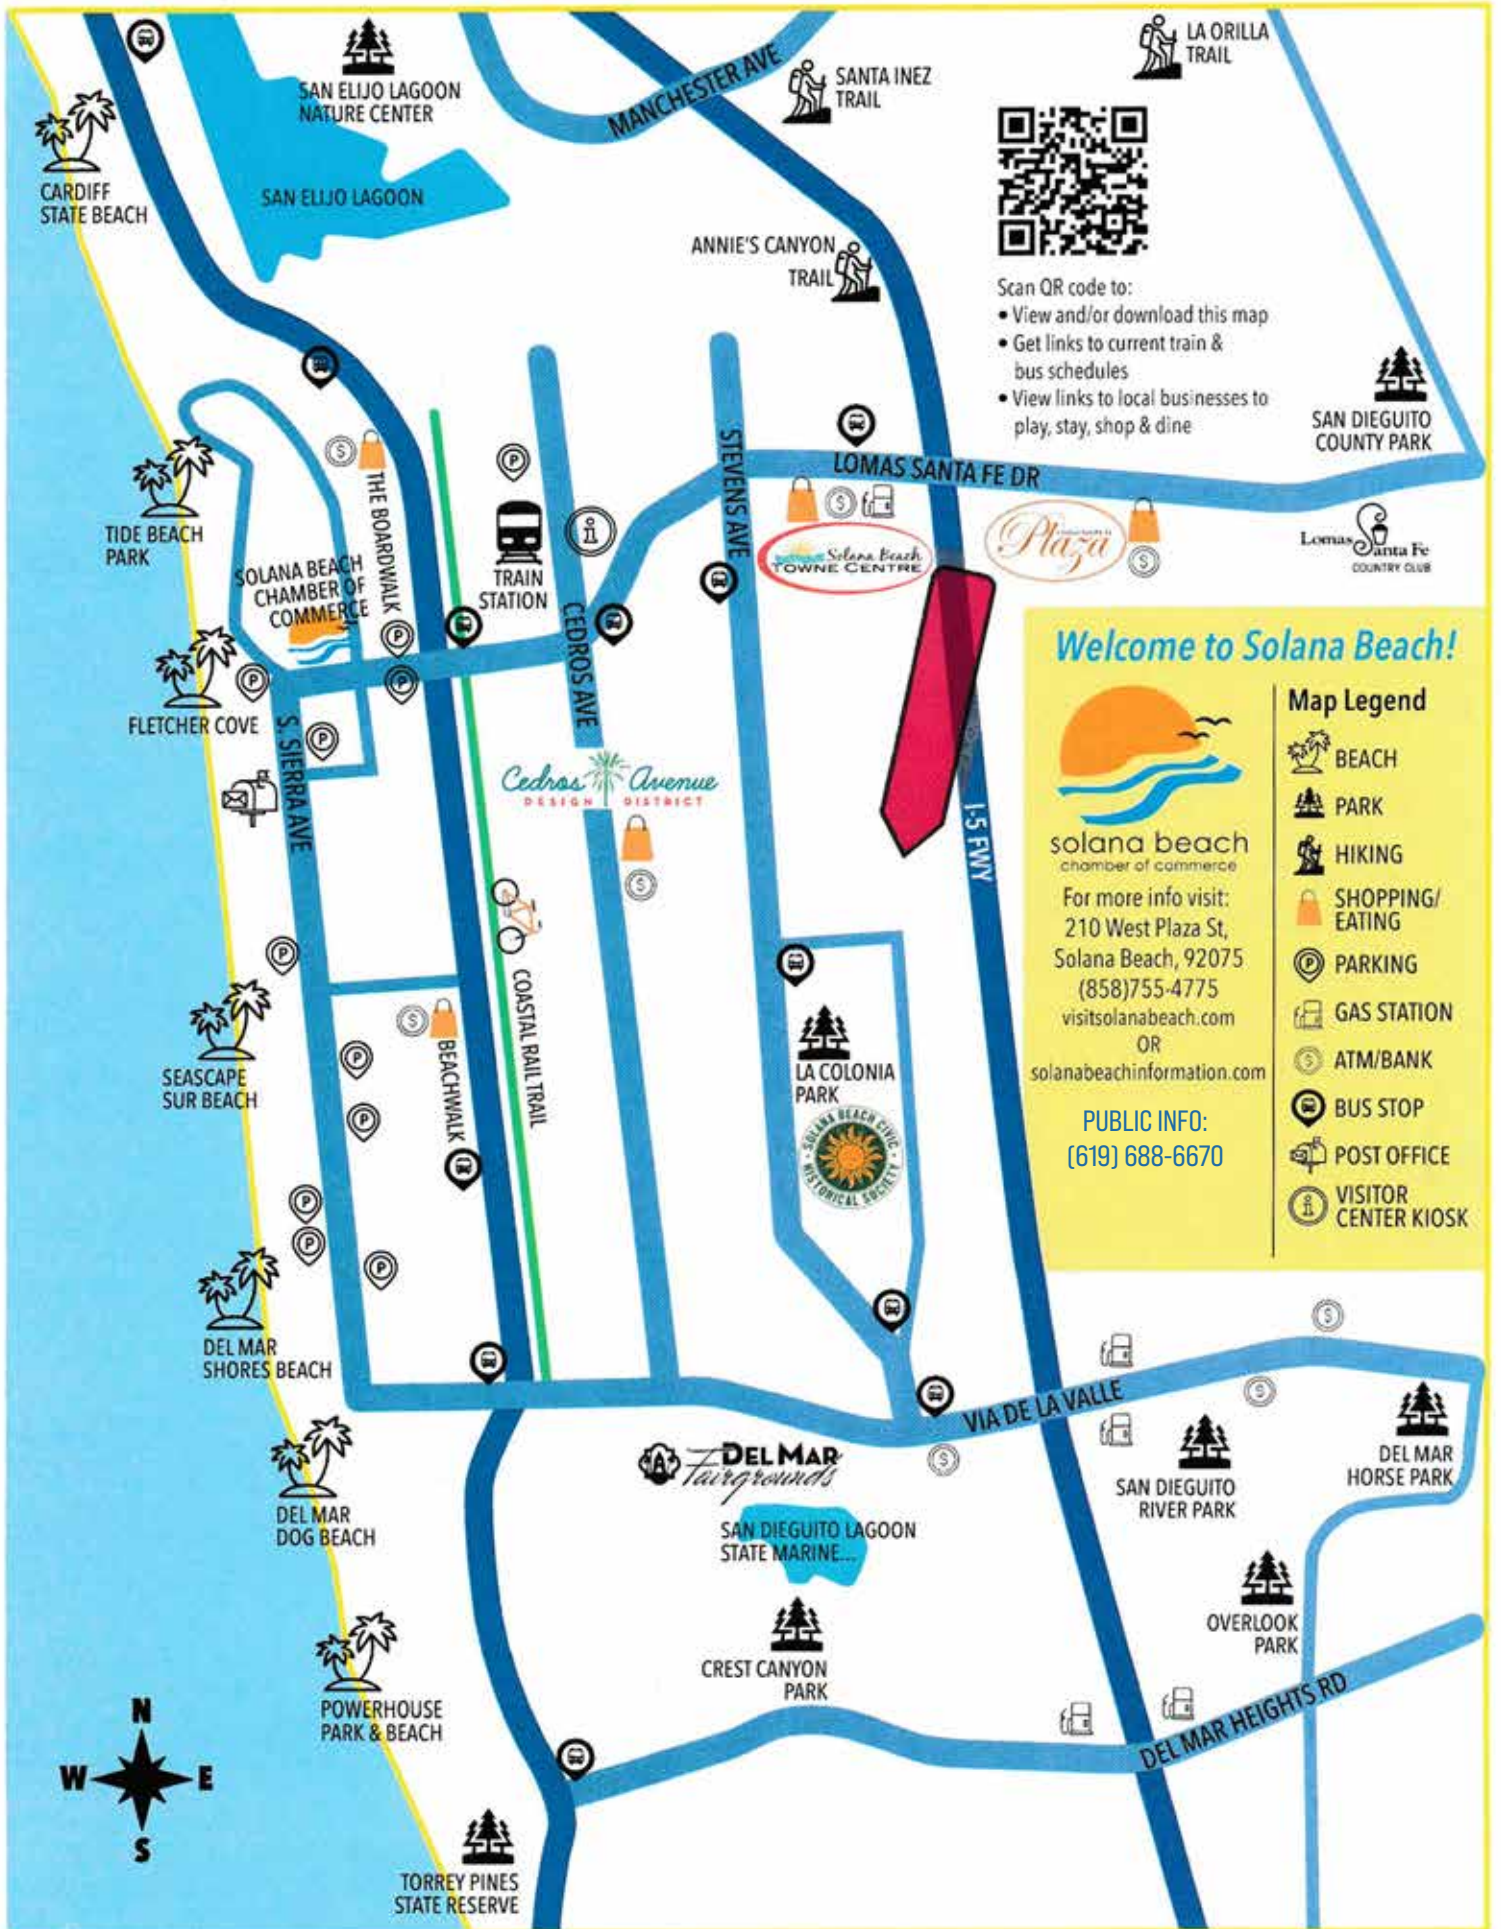 SAN ELIJO LAGOON
NATURE CENTER
MANCHESTER AVE
SANTA INEZ
TRAIL
LA ORILLA
TRAIL
CARDIFF
STATE BEACH
SAN ELIJO LAGOON
ANNIE'S CANYON
TRAIL
Scan QR code to:
• View and/or download this map
• Get links to current train &
bus schedules
• View links to local businesses to
play, stay, shop & dine
SAN DIEGUITO
COUNTY PARK
LOMAS SANTA FE DR
STEVENS AVE
TIDE BEACH
PARK
THE BOARDWALK
SOLANA BEACH
CHAMBER OF
COMMERCE
TRAIN
STATION
CEDROS AVE
Solana Beach
TOWNE CENTRE
Plaza
Lomas Santa Fe
COUNTRY CLUB
FLETCHER COVE
S. SIERRA AVE
Cedros Avenue
DESIGN DISTRICT
I-5 FWY
Welcome to Solana Beach!
solana beach
chamber of commerce
For more info visit:
210 West Plaza St,
Solana Beach, 92075
(858)755-4775
visitsolanabeach.com
OR
solanabeachinformation.com
PUBLIC INFO:
(619) 688-6670
Map Legend
BEACH
PARK
HIKING
SHOPPING/
EATING
P PARKING
GAS STATION
$ ATM/BANK
BUS STOP
POST OFFICE
i VISITOR
CENTER KIOSK
SEASCAPE
SUR BEACH
BEACHWALK
COASTAL RAIL TRAIL
LA COLONIA
PARK
SOLANA BEACH CIVIC
HISTORICAL SOCIETY
DEL MAR
SHORES BEACH
VIA DE LA VALLE
DEL MAR
Fairgrounds
SAN DIEGUITO
RIVER PARK
DEL MAR
HORSE PARK
DEL MAR
DOG BEACH
SAN DIEGUITO LAGOON
STATE MARINE...
OVERLOOK
PARK
CREST CANYON
PARK
POWERHOUSE
PARK & BEACH
DEL MAR HEIGHTS RD
N
W E
S
TORREY PINES
STATE RESERVE